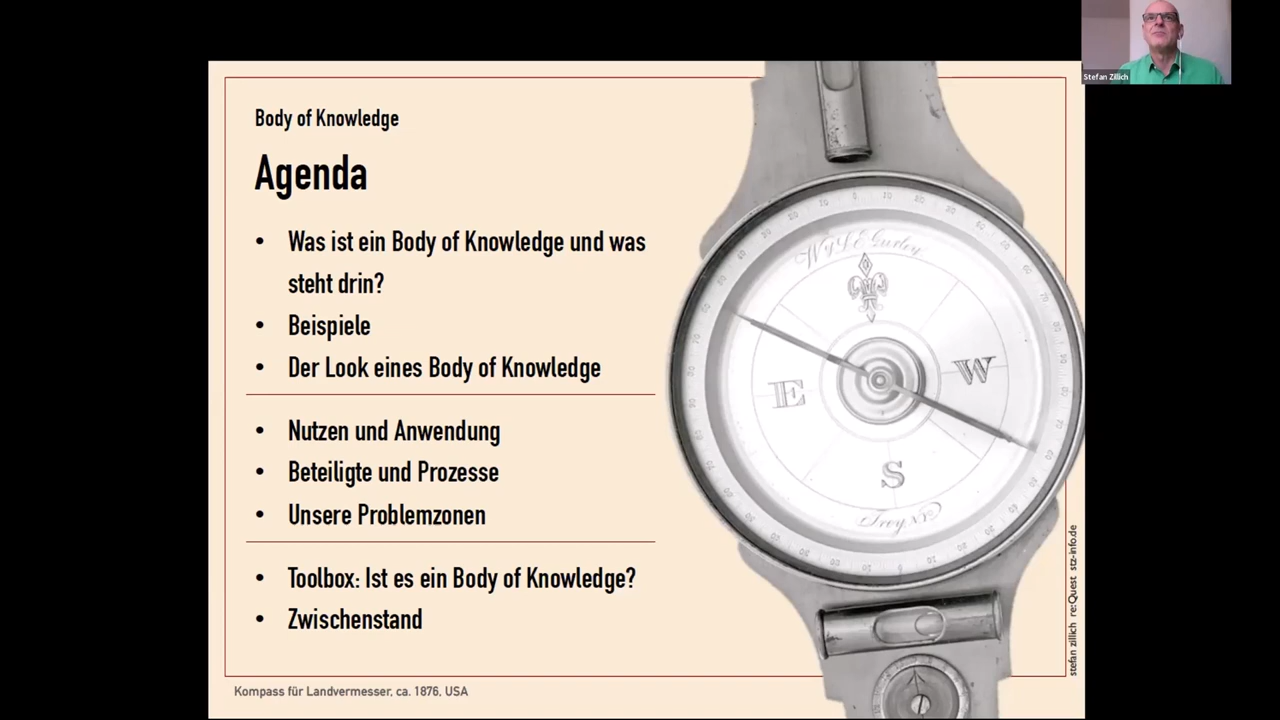 Stefan Zillich
Body of Knowledge
Agenda
• Was ist ein Body of Knowledge und was
steht drin?
• Beispiele
• Der Look eines Body of Knowledge
• Nutzen und Anwendung
• Beteiligte und Prozesse
• Unsere Problemzonen
• Toolbox: Ist es ein Body of Knowledge?
• Zwischenstand
W & L E Gurley
E
W
S
Troy N.Y.
stefan zillich re:Quest stz-info.de
Kompass für Landvermesser, ca. 1876, USA